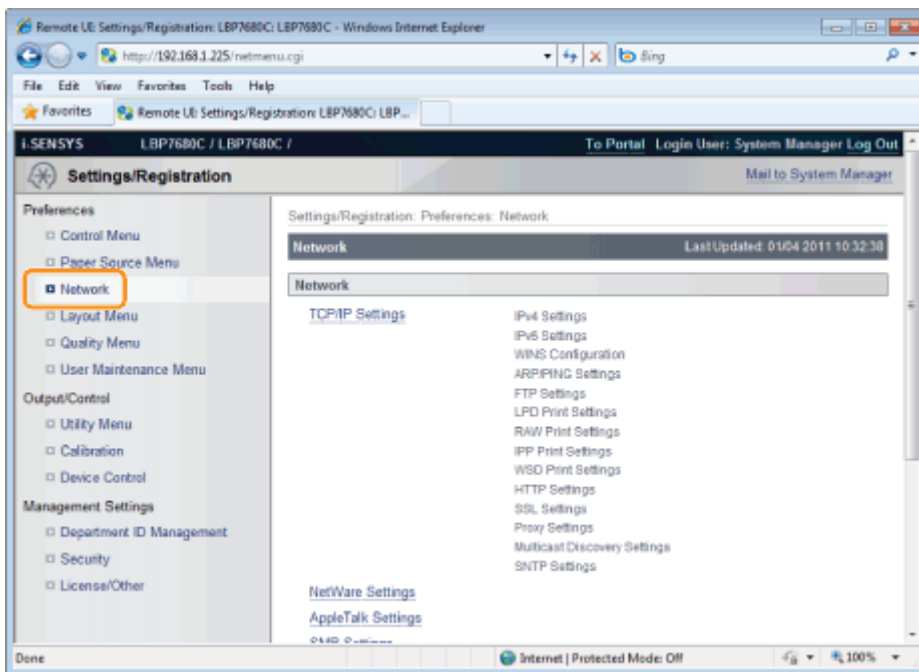 Remote UI: Settings/Registration: LBP7680C: LBP7680C - Windows Internet Explorer
http://192.168.1.225/netmenu.cgi
Bing
File Edit View Favorites Tools Help
Favorites
Remote UI: Settings/Registration: LBP7680C: LBP...
i-SENSYS LBP7680C / LBP7680C /
To Portal Login User: System Manager Log Out
Settings/Registration
Mail to System Manager
Preferences
Control Menu
Paper Source Menu
Network
Layout Menu
Quality Menu
User Maintenance Menu
Output/Control
Utility Menu
Calibration
Device Control
Management Settings
Department ID Management
Security
License/Other
Settings/Registration: Preferences: Network
Network
Last Updated: 01/04 2011 10:32:38
Network
TCP/IP Settings
IPv4 Settings
IPv6 Settings
WINS Configuration
ARP/PING Settings
FTP Settings
LPD Print Settings
RAW Print Settings
IPP Print Settings
WSD Print Settings
HTTP Settings
SSL Settings
Proxy Settings
Multicast Discovery Settings
SNTP Settings
NetWare Settings
AppleTalk Settings
SMB Settings
Done
Internet | Protected Mode: Off
100%